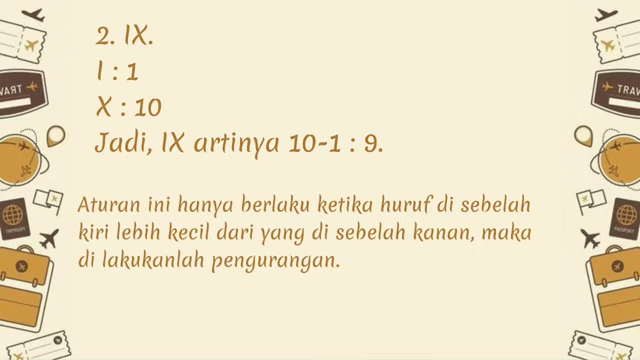 2. IX.
I : 1
X : 10
Jadi, IX artinya 10-1 : 9.
Aturan ini hanya berlaku ketika huruf di sebelah
kiri lebih kecil dari yang di sebelah kanan, maka
di lakukanlah pengurangan.